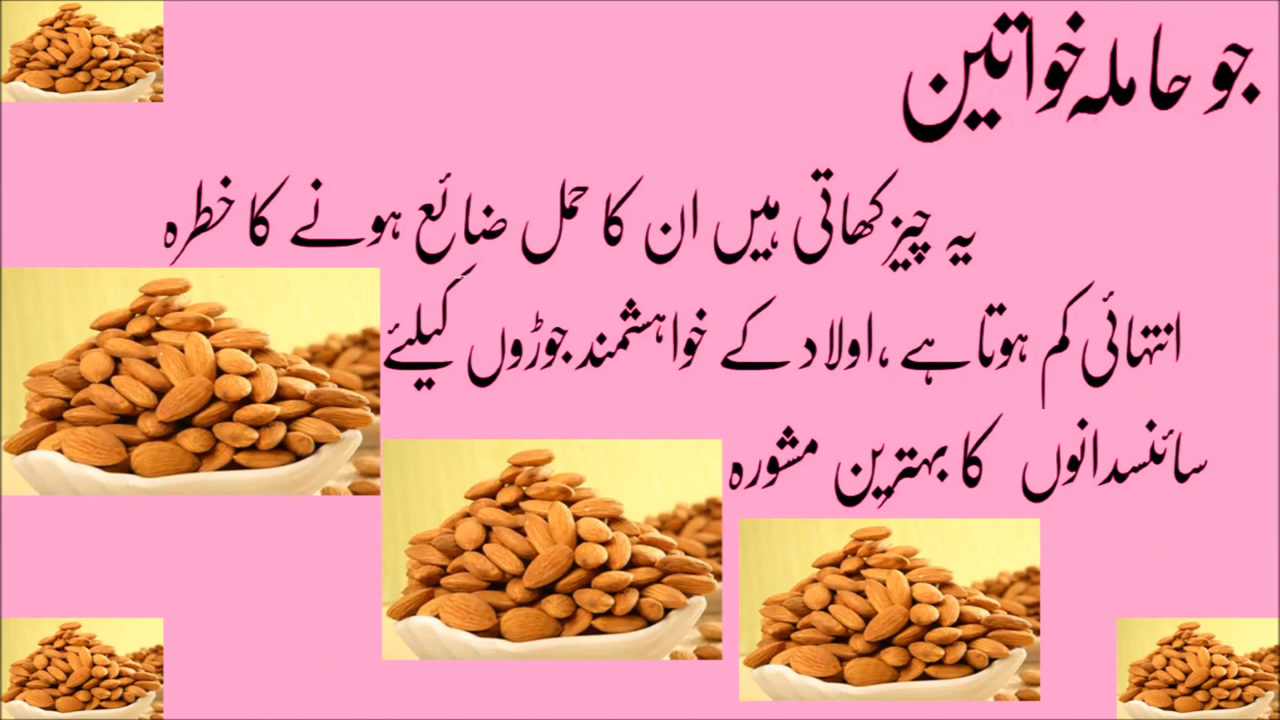 جو حاملہ خواتین
یہ چیز کھاتی ہیں ان کا حمل ضائع ہونے کا خطرہ
انتہائی کم ہوتا ہے ،اولاد کے خواہشمند جوڑوں کیلئے
سائنسدانوں کا بہترین مشورہ